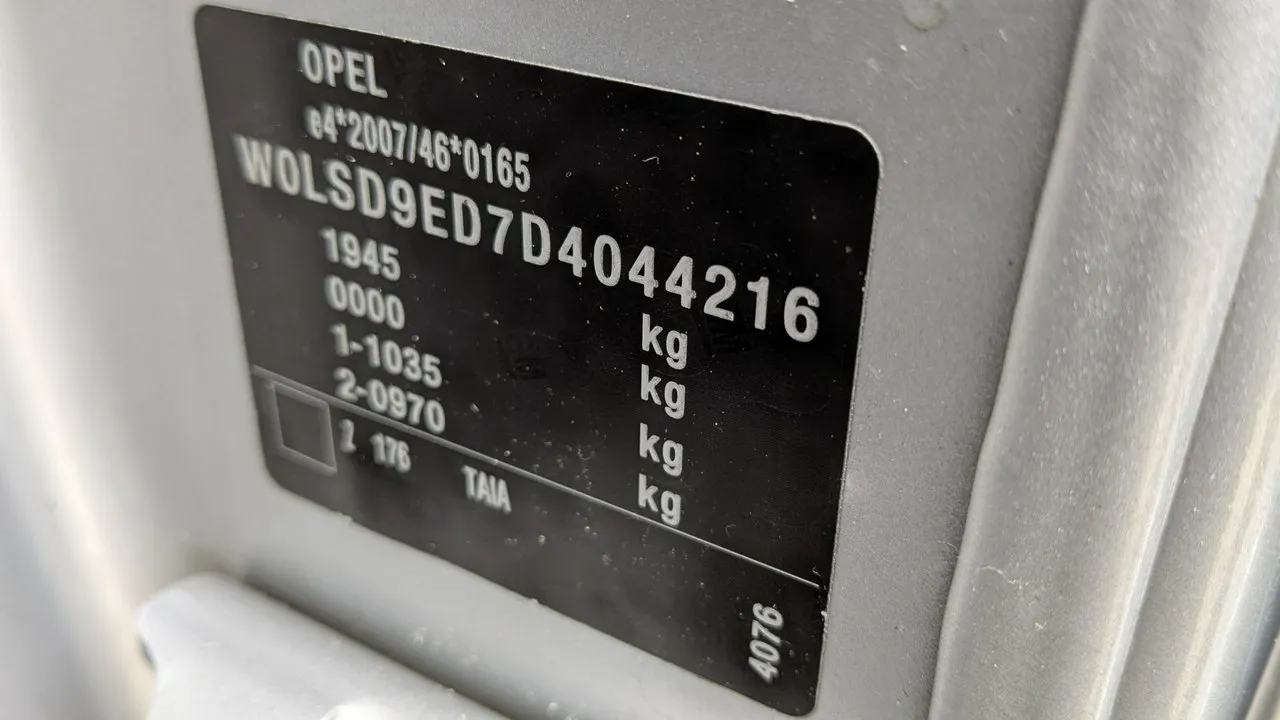 OPEL
e4*2007/46*0165
W0LSD9ED7D4044216
1945 kg
0000 kg
1-1035 kg
2-0970 kg
Z 176 TAIA
4076